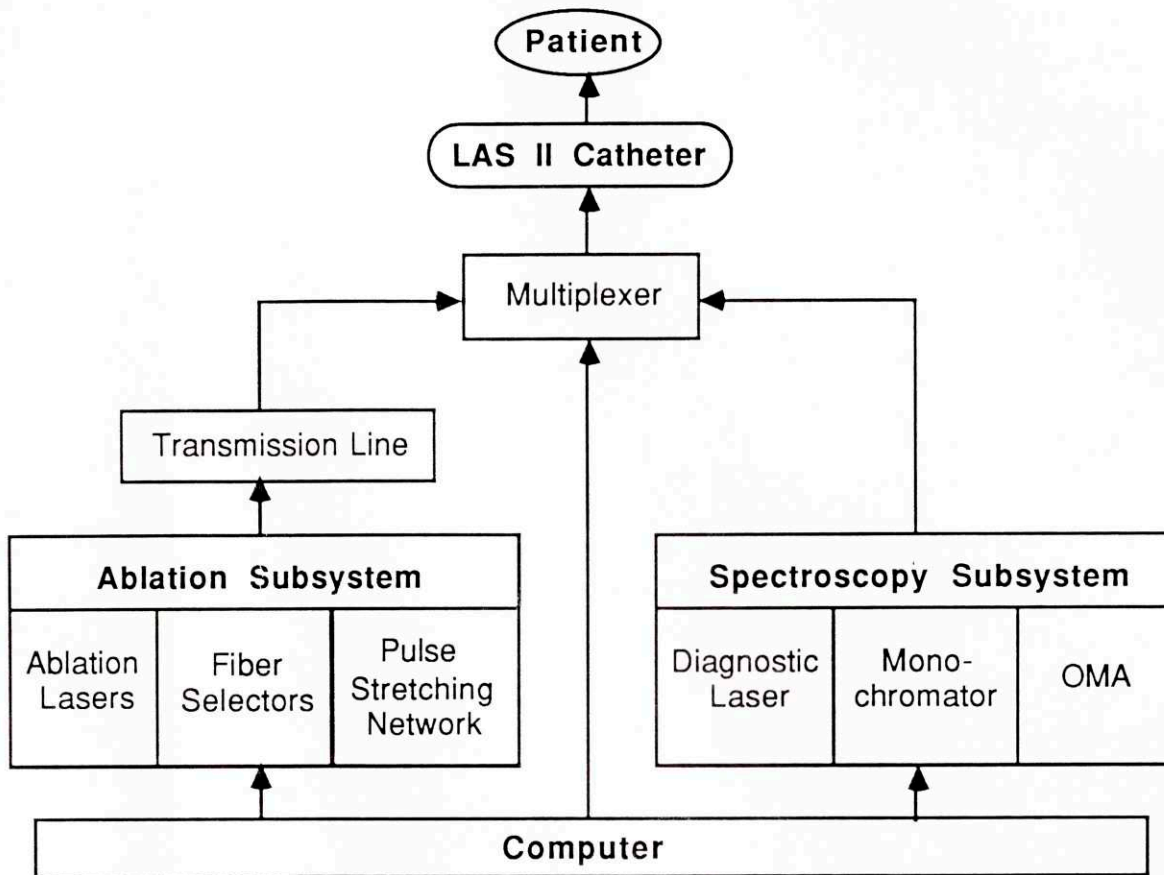 Patient
LAS II Catheter
Multiplexer
Transmission Line
Ablation Subsystem
Ablation
Lasers
Fiber
Selectors
Pulse
Stretching
Network
Spectroscopy Subsystem
Diagnostic
Laser
Mono-
chromator
OMA
Computer